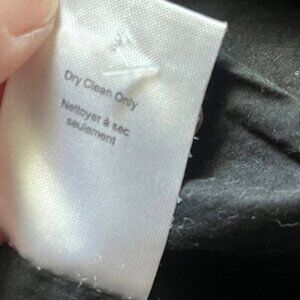 Dry Clean Only
Nettoyer à sec
seulement